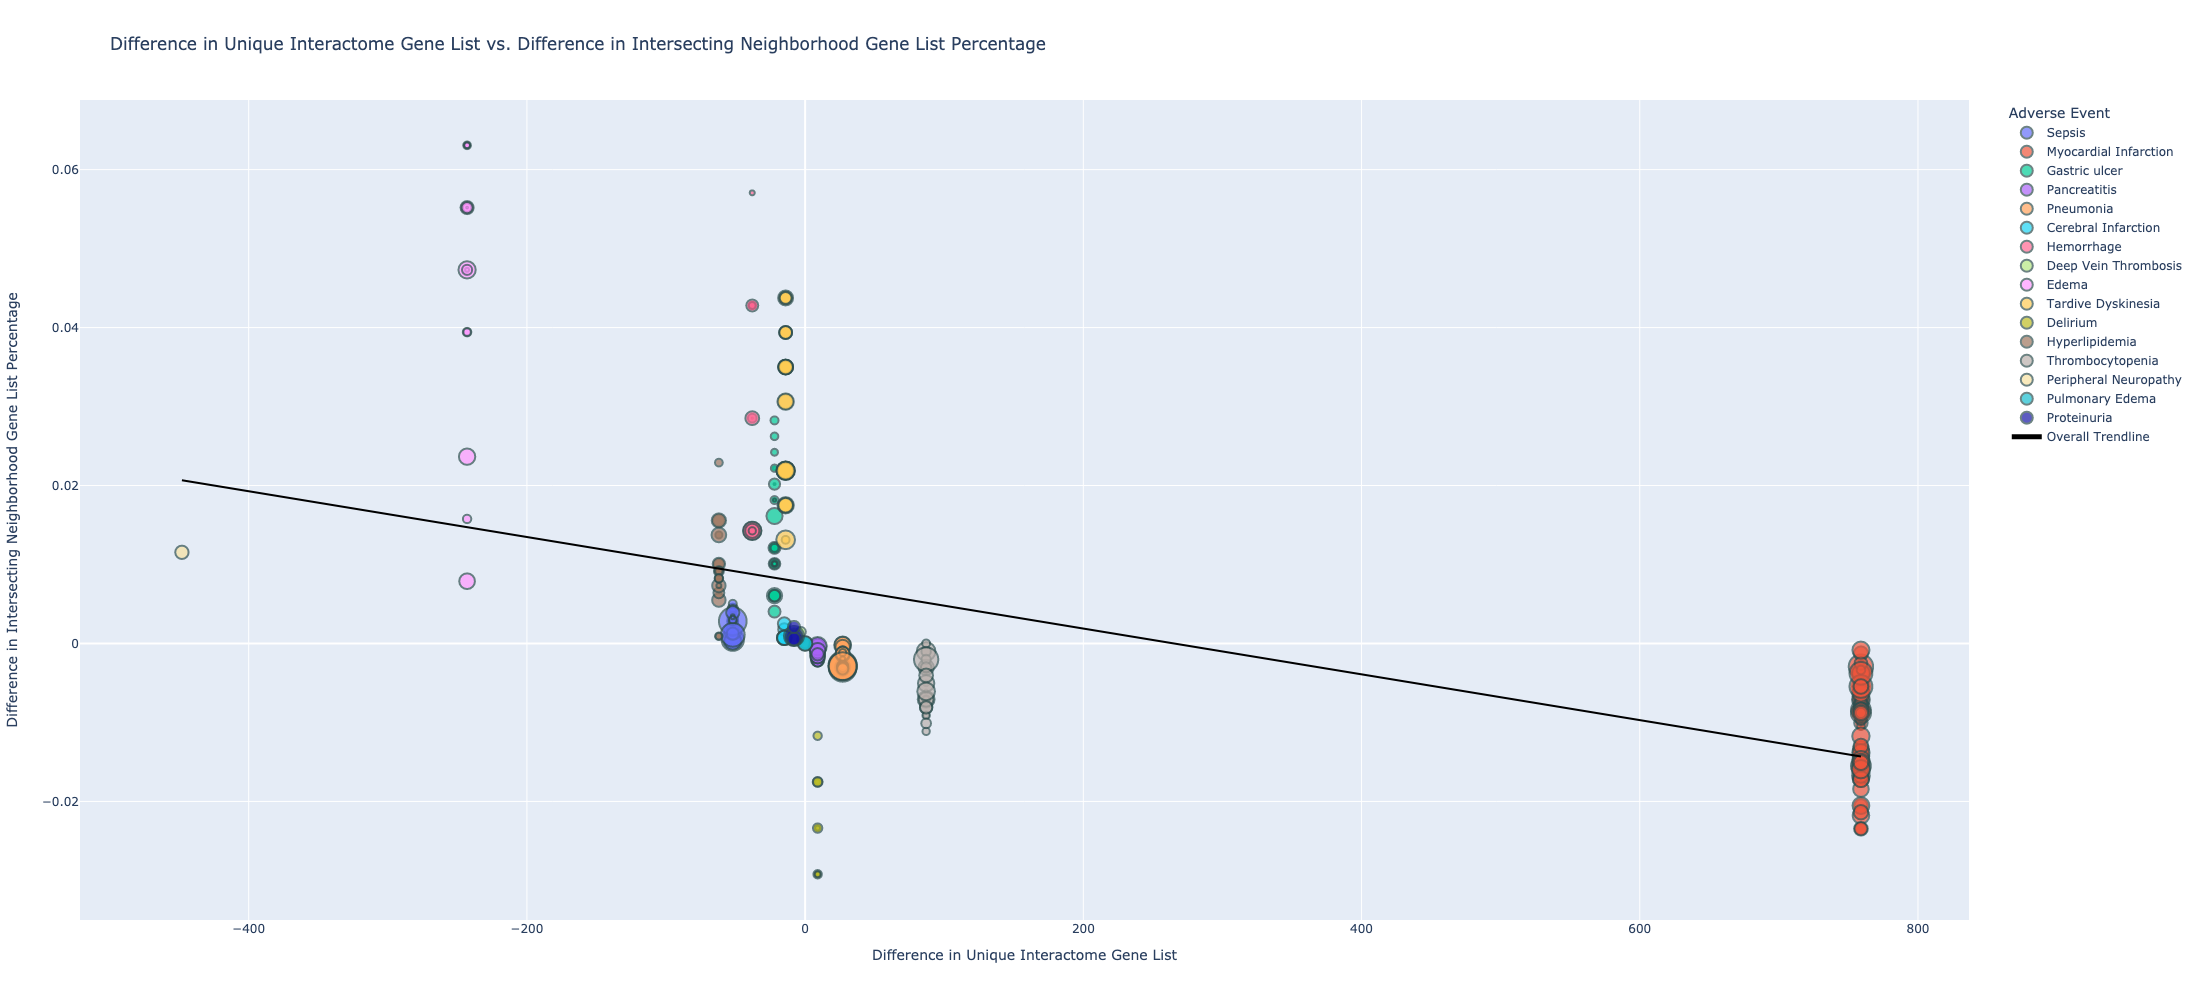 Difference in Unique Interactome Gene List vs. Difference in Intersecting Neighborhood Gene List Percentage
Difference in Intersecting Neighborhood Gene List Percentage
0.06
0.04
0.02
0
−0.02
−400
−200
0
200
400
600
800
Difference in Unique Interactome Gene List
Adverse Event
Sepsis
Myocardial Infarction
Gastric ulcer
Pancreatitis
Pneumonia
Cerebral Infarction
Hemorrhage
Deep Vein Thrombosis
Edema
Tardive Dyskinesia
Delirium
Hyperlipidemia
Thrombocytopenia
Peripheral Neuropathy
Pulmonary Edema
Proteinuria
Overall Trendline